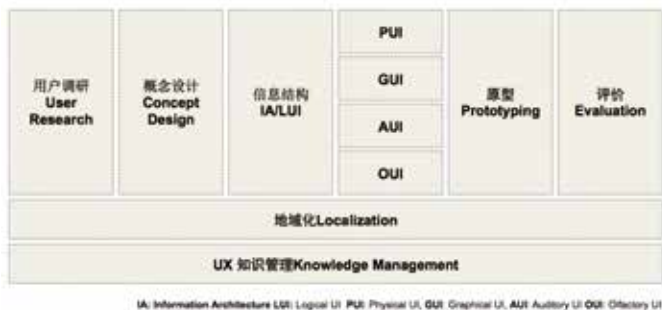 用户调研
User
Research
概念设计
Concept
Design
信息结构
IA/LUI
PUI
GUI
AUI
OUI
原型
Prototyping
评价
Evaluation
地域化Localization
UX 知识管理Knowledge Management
IA: Information Architecture LUI: Logical UI PUI: Physical UI, GUI: Graphical UI, AUI: Auditory UI OUI: Olfactory UI